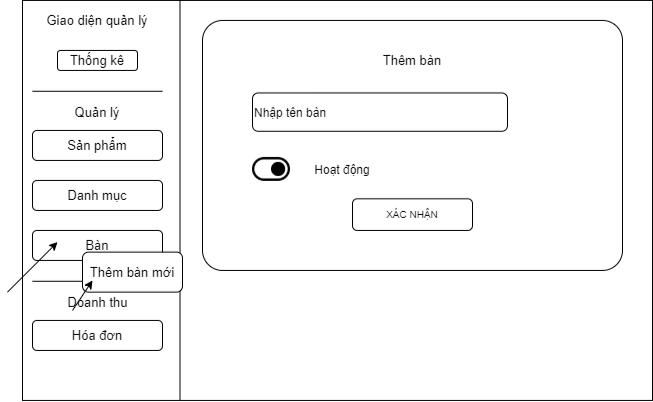 Giao diện quản lý
Thống kê
Quản lý
Sản phẩm
Danh mục
Bàn
Thêm bàn mới
Doanh thu
Hóa đơn
Thêm bàn
Nhập tên bản
Hoạt động
XÁC NHẬN